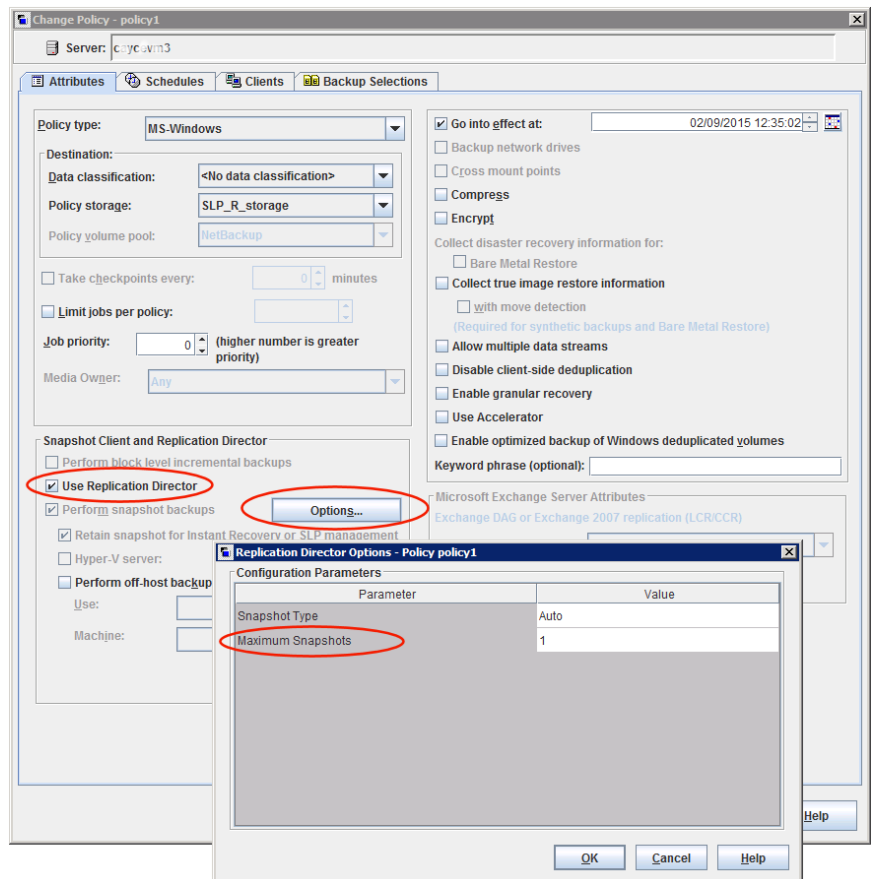 Change Policy - policy1
Server:
Attributes
Schedules
Clients
Backup Selections
Policy type:
MS-Windows
Destination:
Data classification:
<No data classification>
Policy storage:
SLP_R_storage
Policy volume pool:
NetBackup
Take checkpoints every:
0
minutes
Limit jobs per policy:
Job priority:
0
(higher number is greater
priority)
Media Owner:
Any
Snapshot Client and Replication Director
Perform block level incremental backups
Use Replication Director
Perform snapshot backups
Options...
Retain snapshot for Instant Recovery or SLP management
Hyper-V server:
Perform off-host backup
Use:
Machine:
Go into effect at:
02/09/2015 12:35:02
Backup network drives
Cross mount points
Compress
Encrypt
Collect disaster recovery information for:
Bare Metal Restore
Collect true image restore information
with move detection
(Required for synthetic backups and Bare Metal Restore)
Allow multiple data streams
Disable client-side deduplication
Enable granular recovery
Use Accelerator
Enable optimized backup of Windows deduplicated volumes
Keyword phrase (optional):
Microsoft Exchange Server Attributes
Exchange DAG or Exchange 2007 replication (LCR/CCR)
Help
Replication Director Options - Policy policy1
Configuration Parameters
Parameter
Value
Snapshot Type
Auto
Maximum Snapshots
1
OK
Cancel
Help